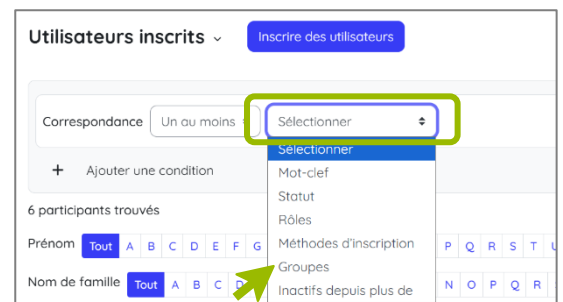 Utilisateurs inscrits
Inscrire des utilisateurs
Correspondance Un au moins Sélectionner
Sélectionner
+ Ajouter une condition
Mot-clef
Statut
6 participants trouvés
Rôles
Prénom Tout A B C D E F G
Méthodes d'inscription
P Q R S T U
Groupes
Nom de famille Tout A B C D
N O P Q R
Inactifs depuis plus de